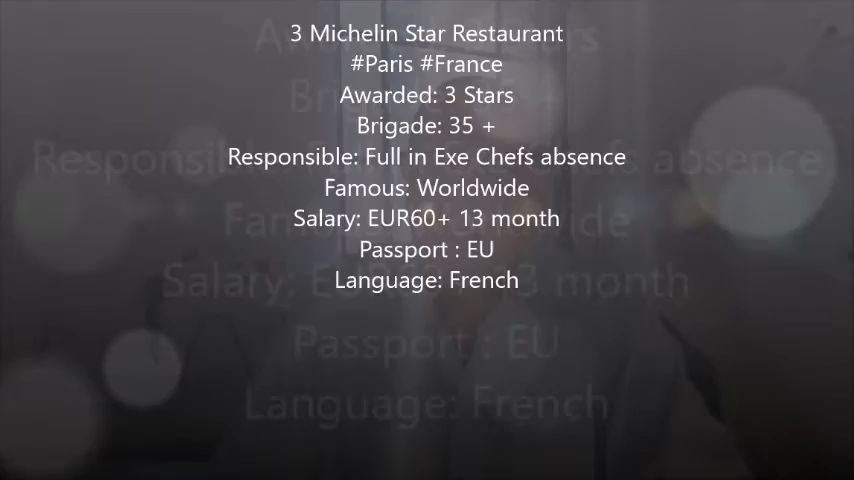 3 Michelin Star Restaurant
#Paris #France
Awarded: 3 Stars
Brigade: 35 +
Responsible: Full in Exe Chefs absence
Famous: Worldwide
Salary: EUR60+ 13 month
Passport : EU
Language: French